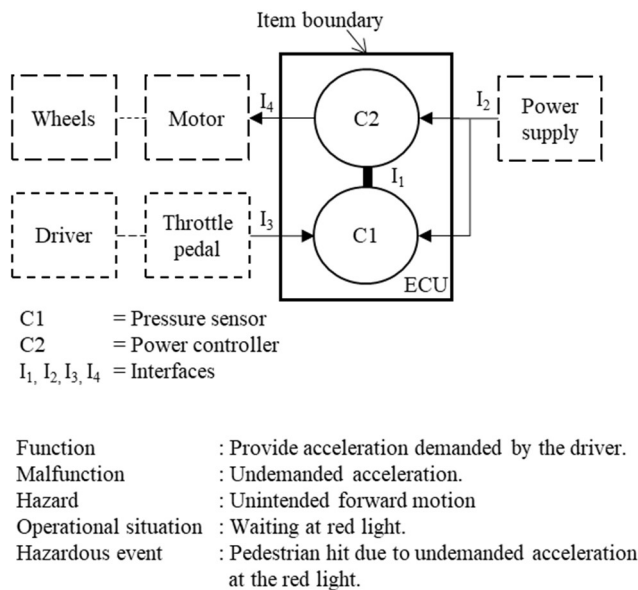 Item boundary
Wheels
Motor
I4
C2
I2
Power
supply
I1
Driver
Throttle
pedal
I3
C1
ECU
C1 = Pressure sensor
C2 = Power controller
I1, I2, I3, I4 = Interfaces
Function : Provide acceleration demanded by the driver.
Malfunction : Undemanded acceleration.
Hazard : Unintended forward motion
Operational situation : Waiting at red light.
Hazardous event : Pedestrian hit due to undemanded acceleration
at the red light.